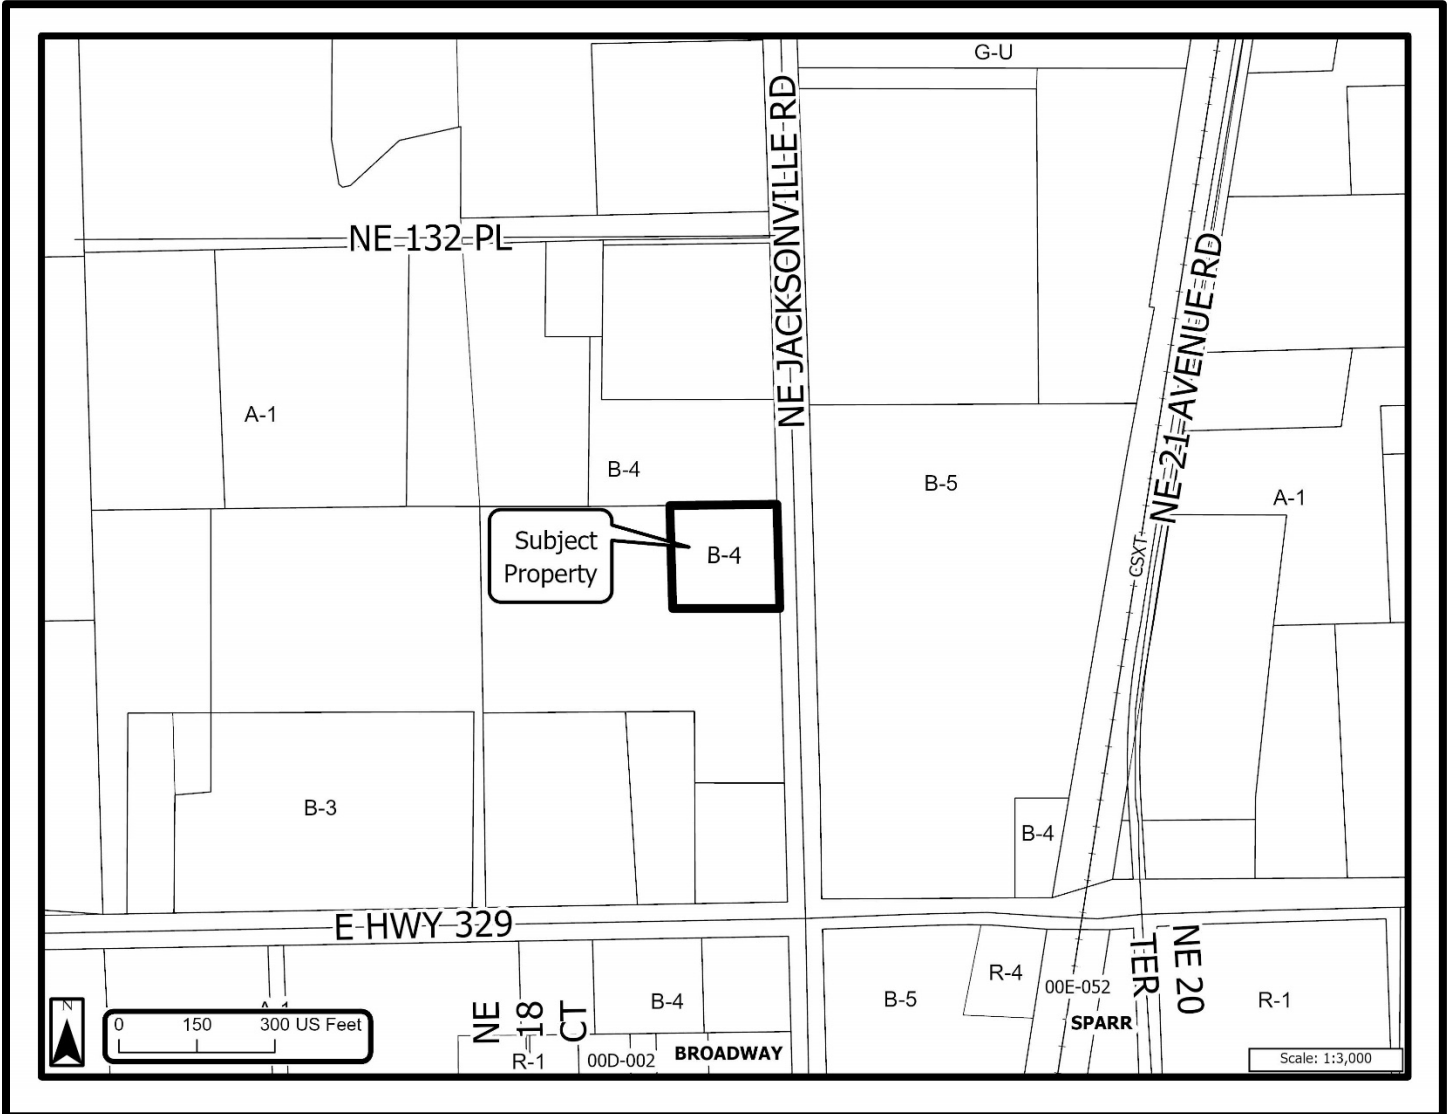 G-U
NE JACKSONVILLE RD
NE 132 PL
NE 21 AVENUE RD
A-1
B-4
B-5
A-1
Subject
Property
B-4
CSXT
B-3
B-4
E HWY 329
NE 18 CT
B-4
B-5
R-4
00E-052
NE 20
TER
R-1
SPARR
A-1
N
0 150 300 US Feet
R-1
00D-002
BROADWAY
Scale: 1:3,000